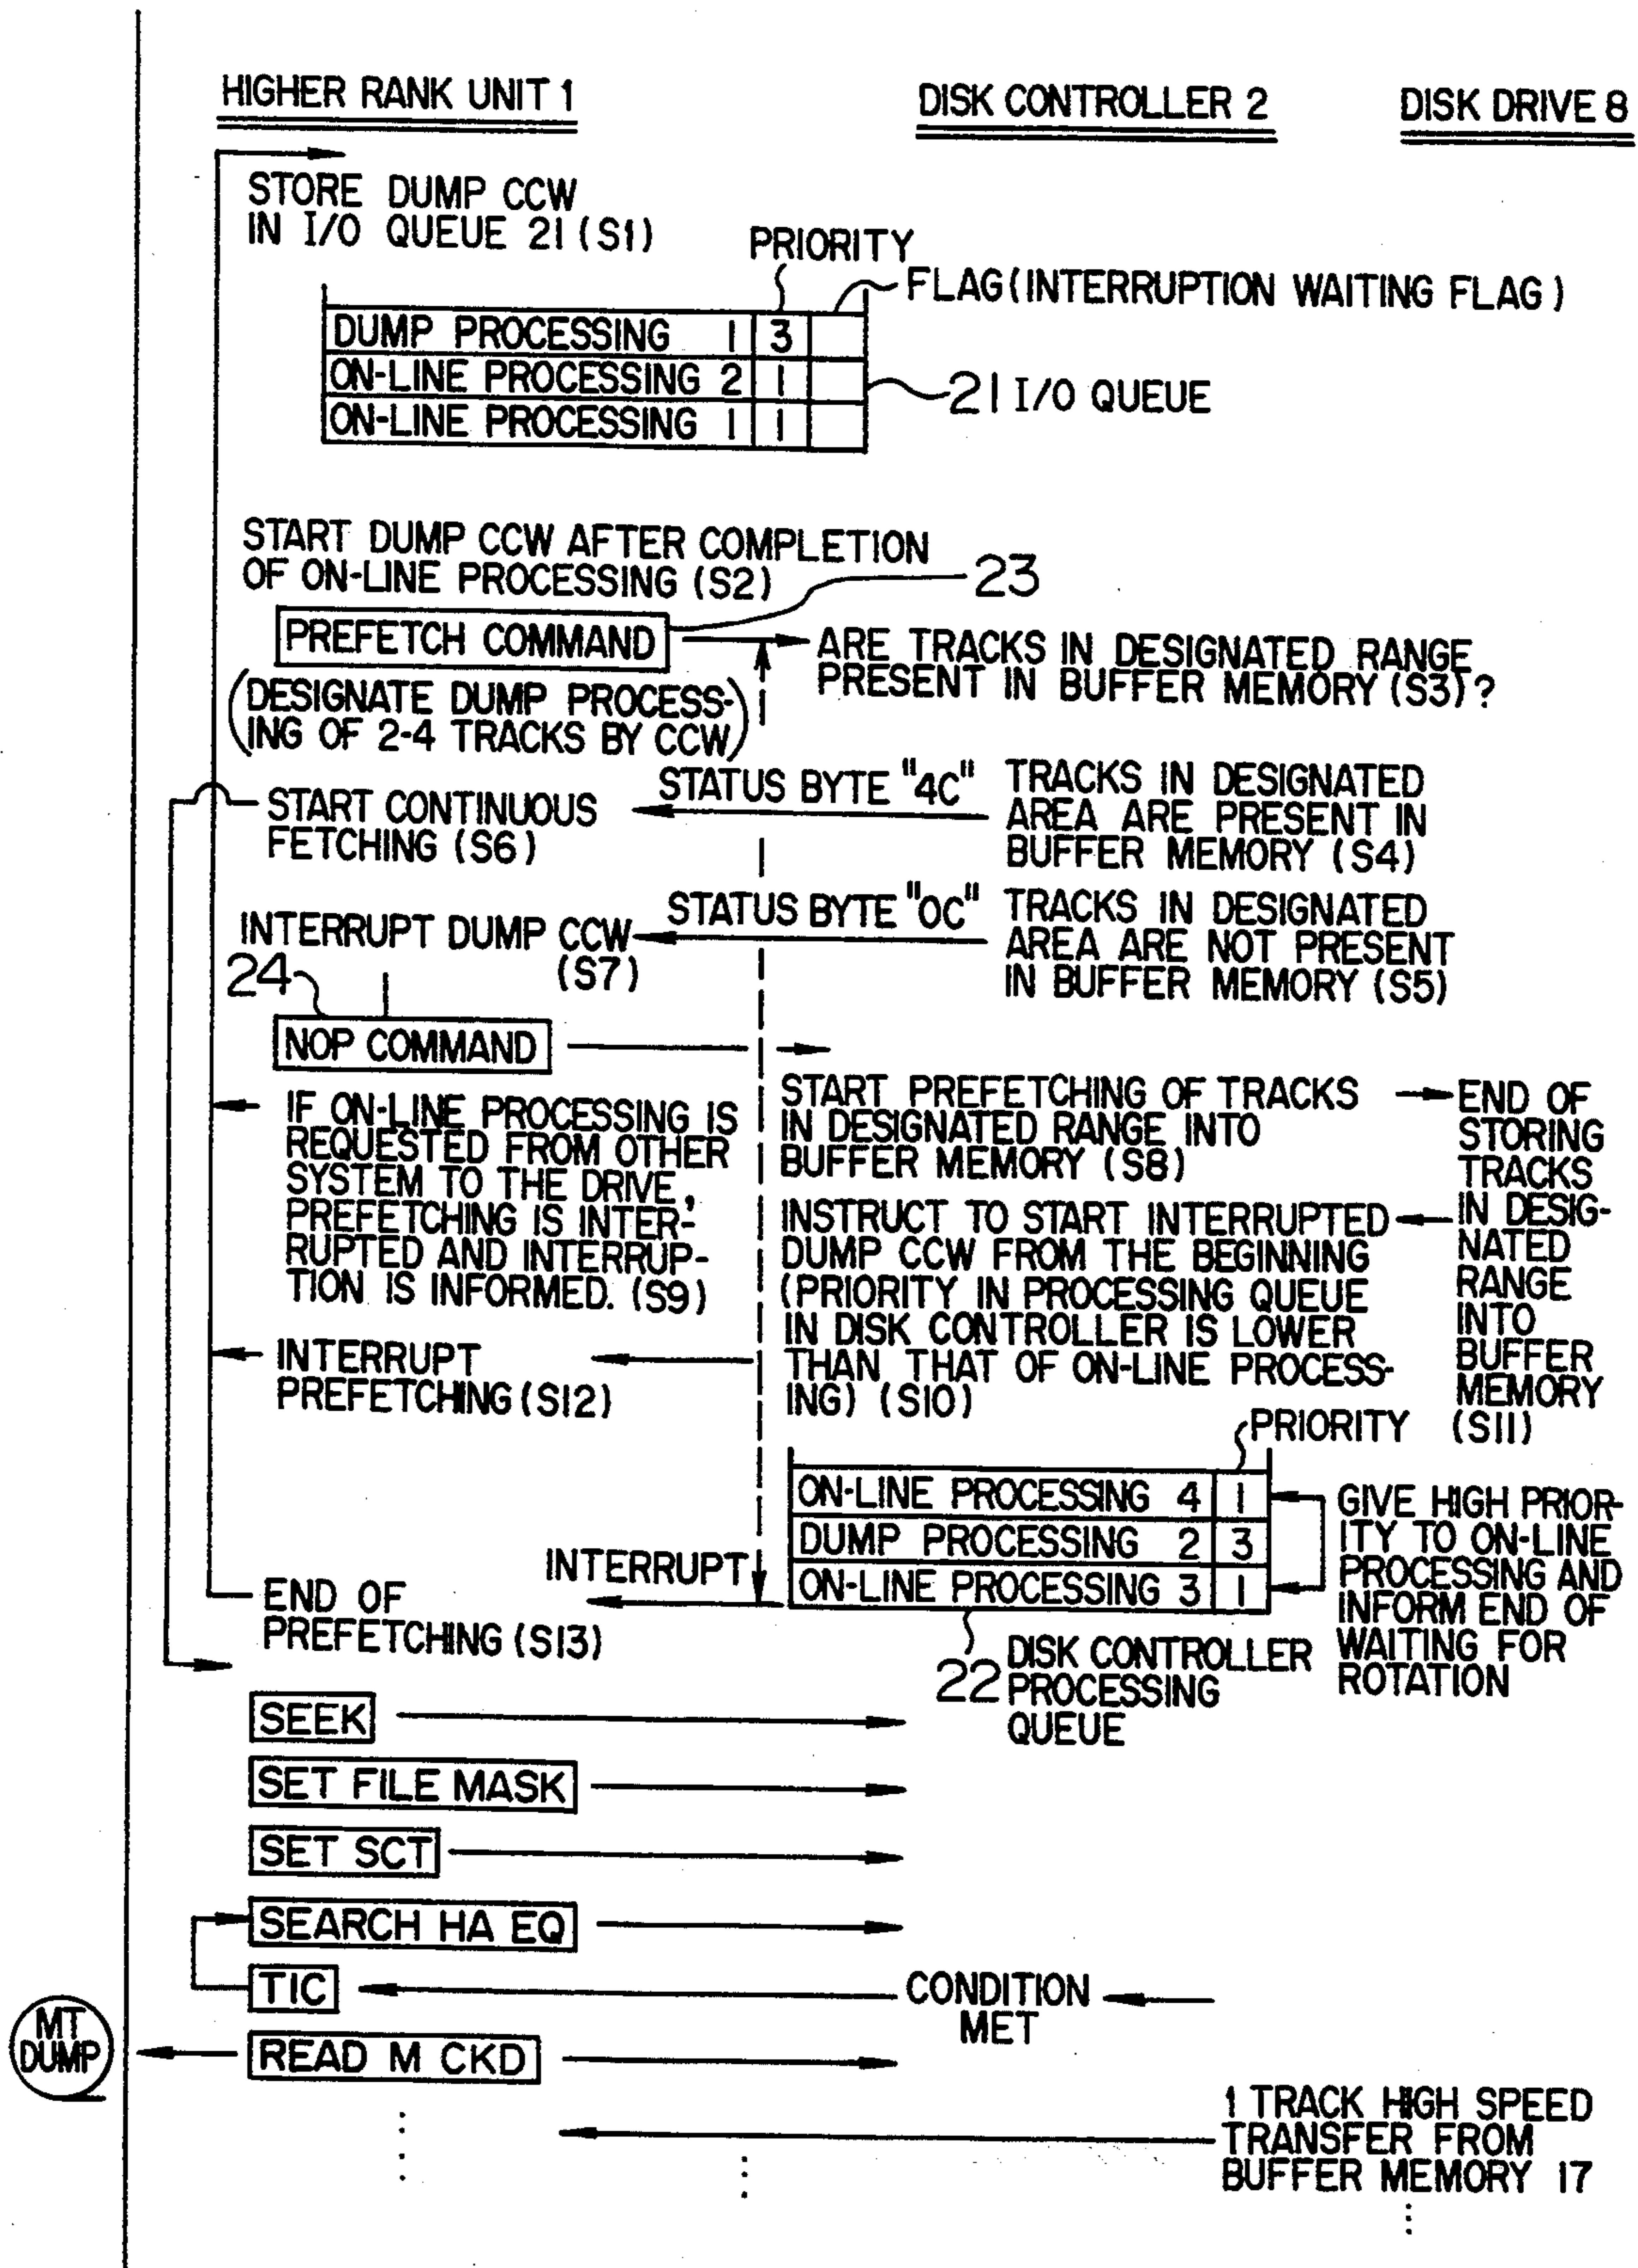 HIGHER RANK UNIT 1
DISK CONTROLLER 2
DISK DRIVE 8
STORE DUMP CCW
IN I/O QUEUE 21 (S1)
PRIORITY
FLAG (INTERRUPTION WAITING FLAG)
DUMP PROCESSING 1 3
ON-LINE PROCESSING 2 1
ON-LINE PROCESSING 1 1
21 I/O QUEUE
START DUMP CCW AFTER COMPLETION
OF ON-LINE PROCESSING (S2)
23
PREFETCH COMMAND
(DESIGNATE DUMP PROCESS-
ING OF 2-4 TRACKS BY CCW)
ARE TRACKS IN DESIGNATED RANGE
PRESENT IN BUFFER MEMORY (S3)?
START CONTINUOUS
FETCHING (S6)
STATUS BYTE "4C"
TRACKS IN DESIGNATED
AREA ARE PRESENT IN
BUFFER MEMORY (S4)
INTERRUPT DUMP CCW
(S7)
STATUS BYTE "0C"
TRACKS IN DESIGNATED
AREA ARE NOT PRESENT
IN BUFFER MEMORY (S5)
24
NOP COMMAND
IF ON-LINE PROCESSING IS
REQUESTED FROM OTHER
SYSTEM TO THE DRIVE,
PREFETCHING IS INTER-
RUPTED AND INTERRUP-
TION IS INFORMED. (S9)
START PREFETCHING OF TRACKS
IN DESIGNATED RANGE INTO
BUFFER MEMORY (S8)
INSTRUCT TO START INTERRUPTED
DUMP CCW FROM THE BEGINNING
(PRIORITY IN PROCESSING QUEUE
IN DISK CONTROLLER IS LOWER
THAN THAT OF ON-LINE PROCESS-
ING) (S10)
END OF
STORING
TRACKS
IN DESIG-
NATED
RANGE
INTO
BUFFER
MEMORY
(S11)
INTERRUPT
PREFETCHING (S12)
PRIORITY
ON-LINE PROCESSING 4 1
DUMP PROCESSING 2 3
ON-LINE PROCESSING 3 1
GIVE HIGH PRIOR-
ITY TO ON-LINE
PROCESSING AND
INFORM END OF
WAITING FOR
ROTATION
INTERRUPT
END OF
PREFETCHING (S13)
22 DISK CONTROLLER
PROCESSING
QUEUE
SEEK
SET FILE MASK
SET SCT
SEARCH HA EQ
TIC
CONDITION
MET
MT
DUMP
READ M CKD
1 TRACK HIGH SPEED
TRANSFER FROM
BUFFER MEMORY 17